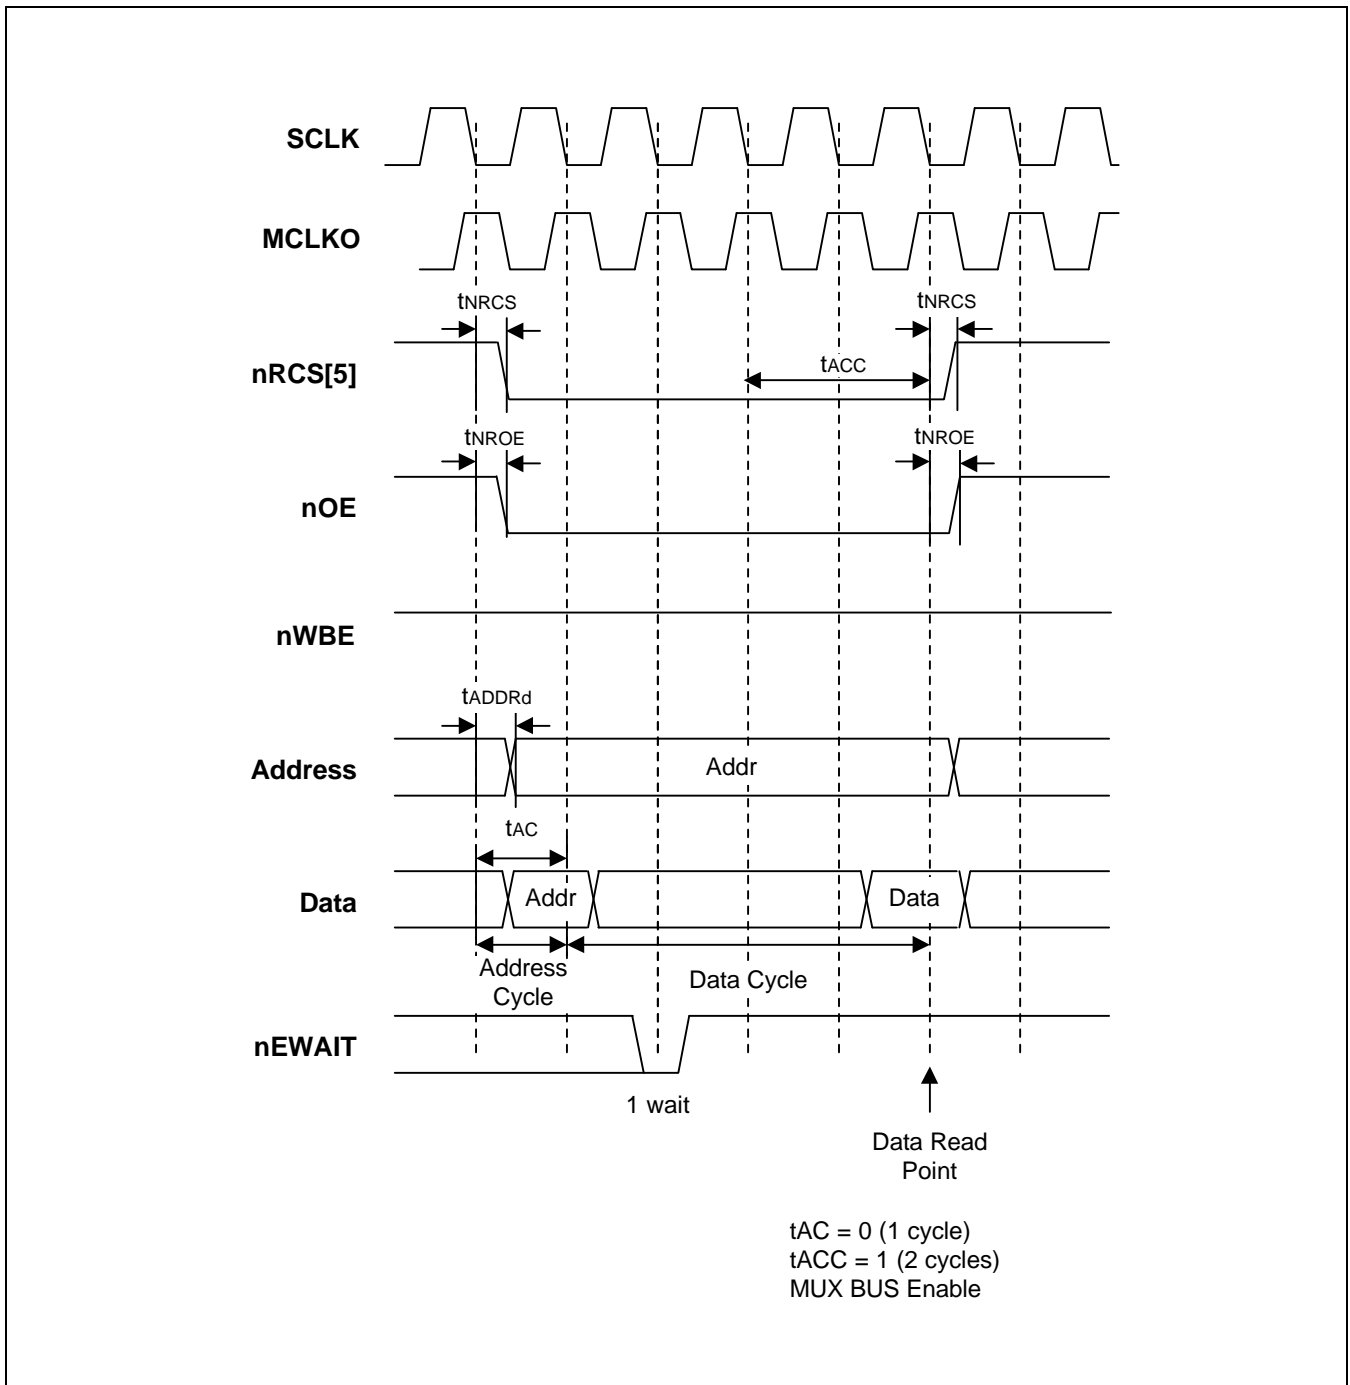 SCLK
MCLKO
tNRCS
tNRCS
nRCS[5]
tACC
tNROE
tNROE
nOE
nWBE
tADDRd
Address
Addr
tAC
Data
Addr
Data
Address
Cycle
Data Cycle
nEWAIT
1 wait
Data Read
Point
tAC = 0 (1 cycle)
tACC = 1 (2 cycles)
MUX BUS Enable